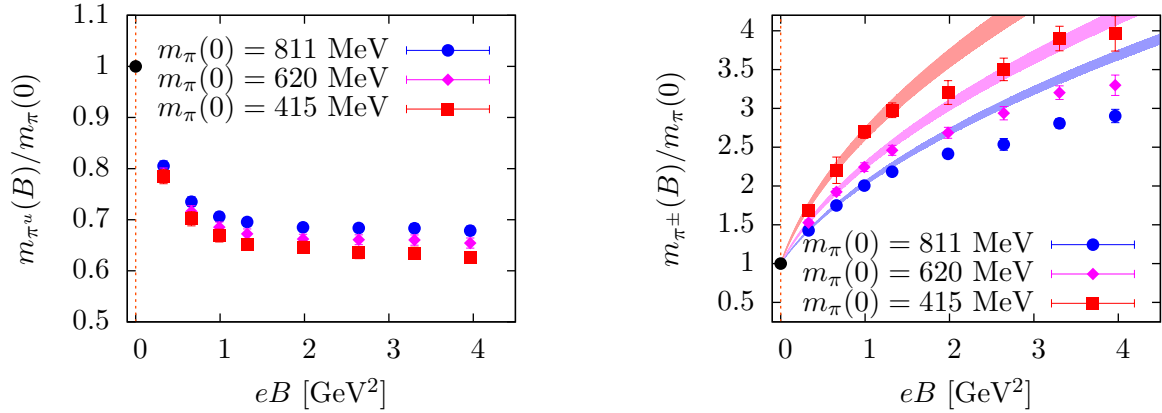 1.1
1
0.9
0.8
0.7
0.6
0.5
m_{π^u}(B)/m_π(0)
m_π(0) = 811 MeV
m_π(0) = 620 MeV
m_π(0) = 415 MeV
0 1 2 3 4
eB [GeV²]
4
3.5
3
2.5
2
1.5
1
0.5
m_{π^±}(B)/m_π(0)
m_π(0) = 811 MeV
m_π(0) = 620 MeV
m_π(0) = 415 MeV
0 1 2 3 4
eB [GeV²]